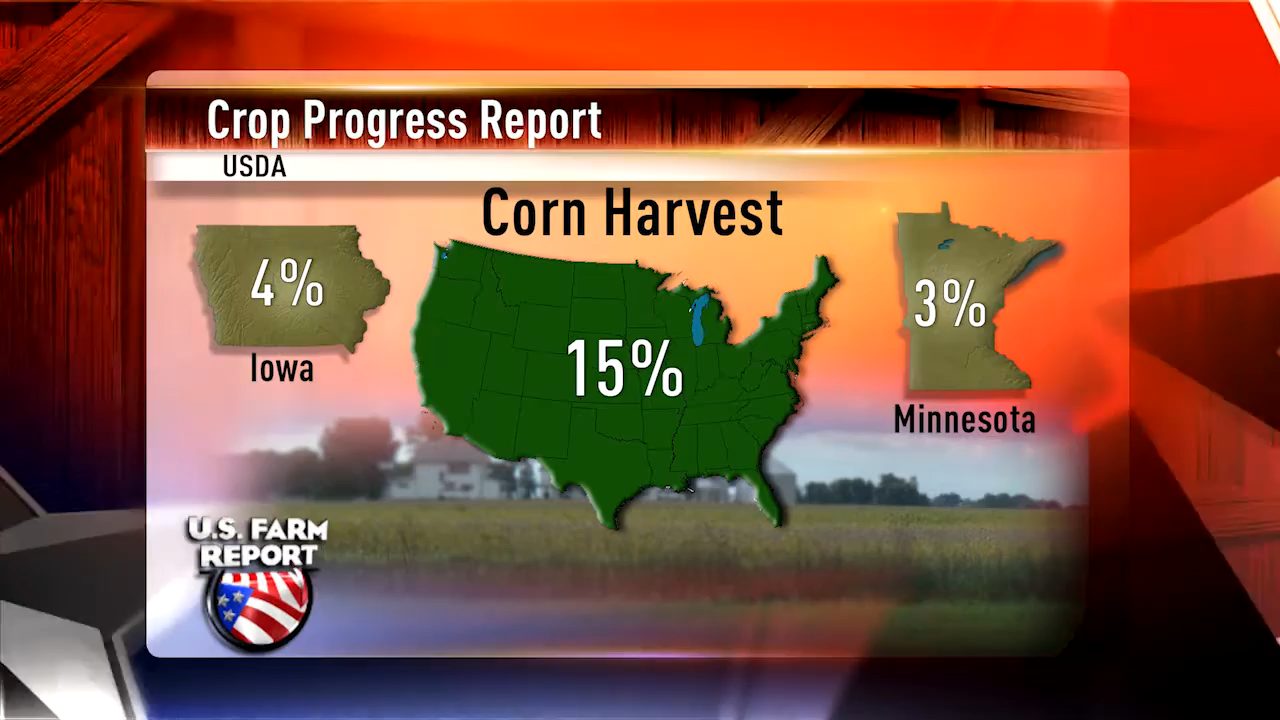 Crop Progress Report
USDA
Corn Harvest
4%
Iowa
15%
3%
Minnesota
U.S. FARM
REPORT